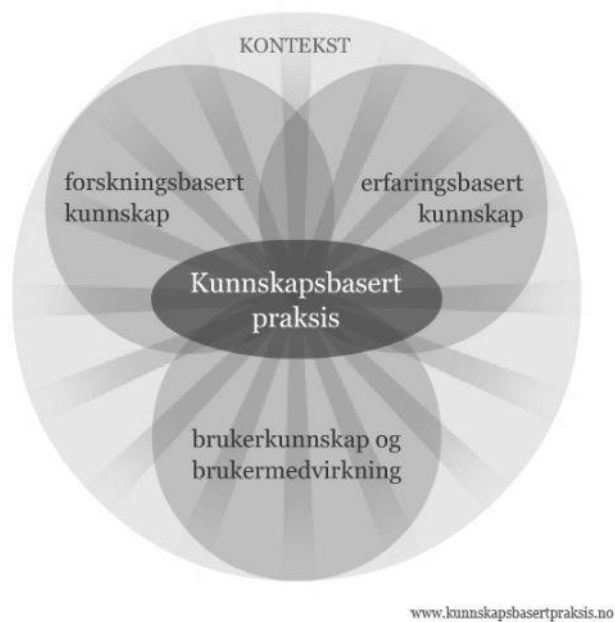 KONTEKST
forskningsbasert
kunnskap
erfaringsbasert
kunnskap
Kunnskapsbasert
praksis
brukerkunnskap og
brukermedvirkning
www.kunnskapsbasertpraksis.no